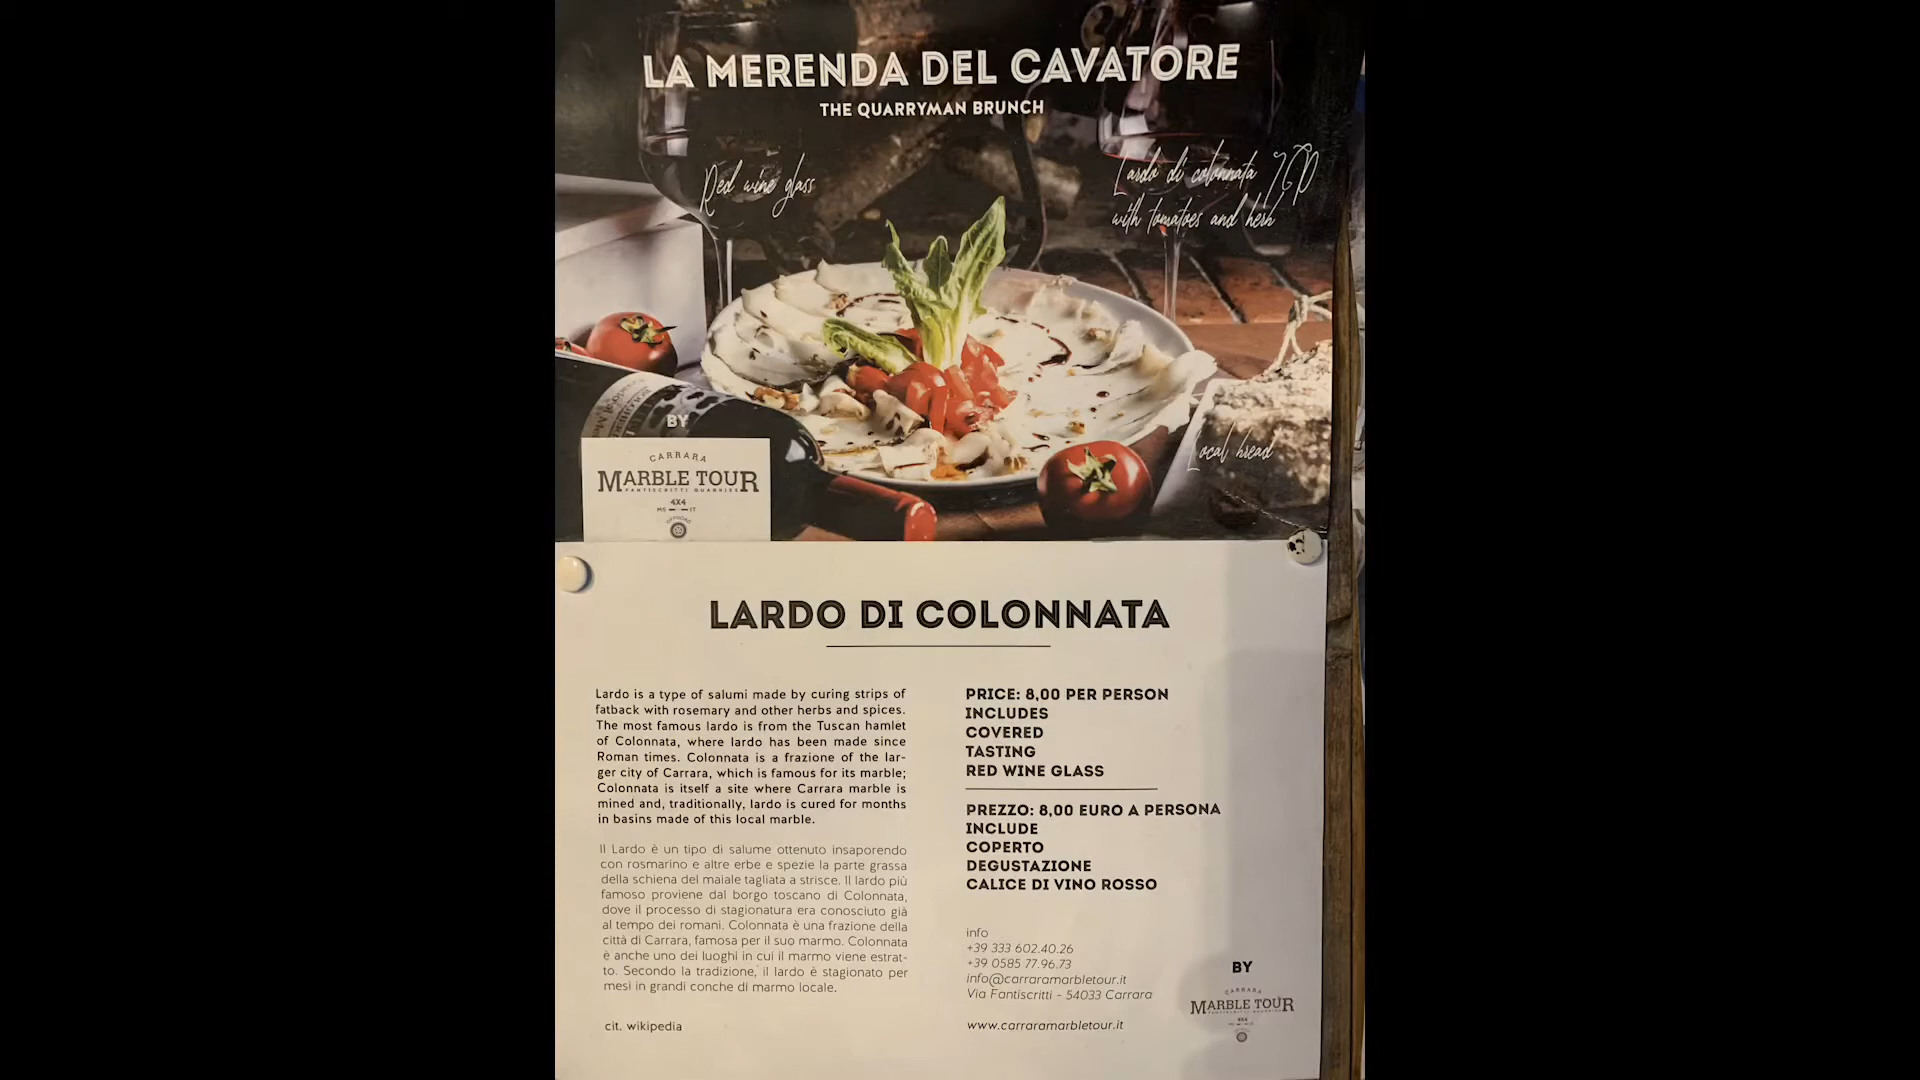 LA MERENDA DEL CAVATORE
THE QUARRYMAN BRUNCH
Red wine glass
Lardo di colonnata IGP
with tomatoes and herb
Local bread
BY
CARRARA
MARBLE TOUR
FANTISCRITTI QUARRIES
4X4
MS IT
OFFROAD
LARDO DI COLONNATA
Lardo is a type of salumi made by curing strips of
fatback with rosemary and other herbs and spices.
The most famous lardo is from the Tuscan hamlet
of Colonnata, where lardo has been made since
Roman times. Colonnata is a frazione of the lar-
ger city of Carrara, which is famous for its marble;
Colonnata is itself a site where Carrara marble is
mined and, traditionally, lardo is cured for months
in basins made of this local marble.
Il Lardo è un tipo di salume ottenuto insaporendo
con rosmarino e altre erbe e spezie la parte grassa
della schiena del maiale tagliata a strisce. Il lardo più
famoso proviene dal borgo toscano di Colonnata,
dove il processo di stagionatura era conosciuto già
al tempo dei romani. Colonnata è una frazione della
città di Carrara, famosa per il suo marmo. Colonnata
è anche uno dei luoghi in cui il marmo viene estrat-
to. Secondo la tradizione, il lardo è stagionato per
mesi in grandi conche di marmo locale.
cit. wikipedia
PRICE: 8,00 PER PERSON
INCLUDES
COVERED
TASTING
RED WINE GLASS
PREZZO: 8,00 EURO A PERSONA
INCLUDE
COPERTO
DEGUSTAZIONE
CALICE DI VINO ROSSO
info
+39 333 602.40.26
+39 0585 77.96.73
info@carraramarbletour.it
Via Fantiscritti - 54033 Carrara
www.carraramarbletour.it
BY
CARRARA
MARBLE TOUR
4X4